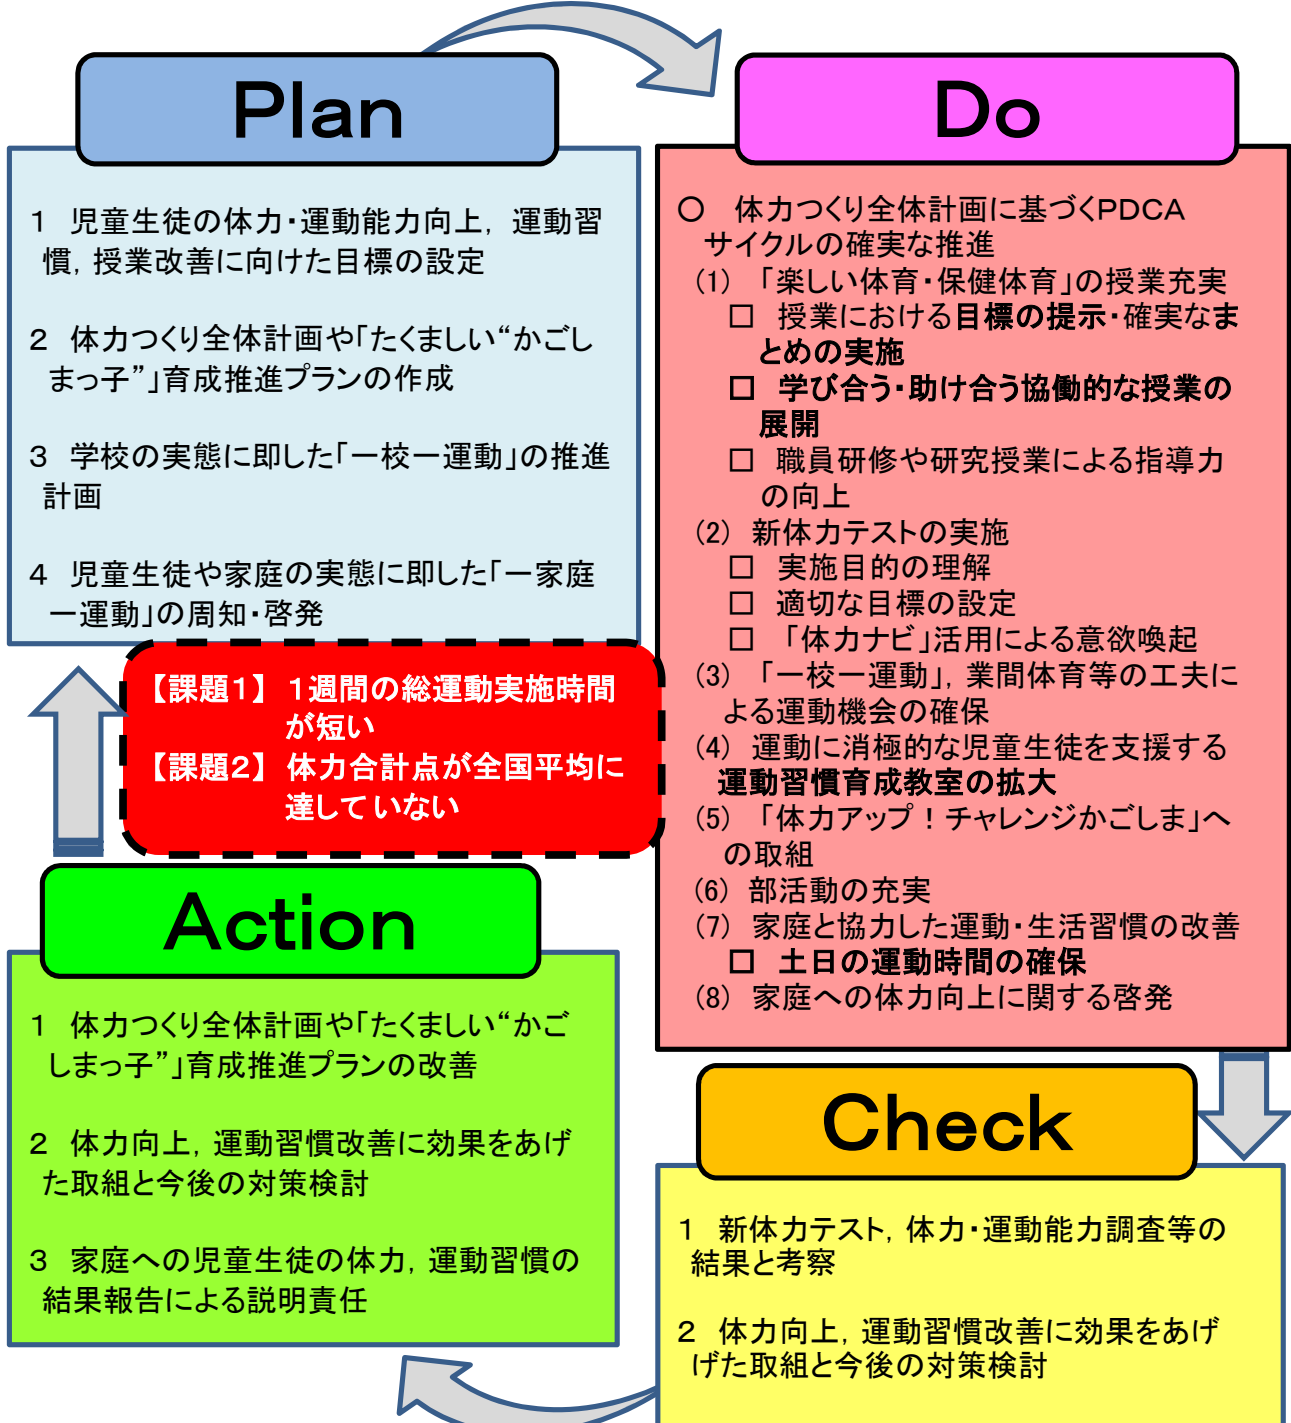 Plan
1 児童生徒の体力・運動能力向上，運動習
慣，授業改善に向けた目標の設定
2 体力つくり全体計画や「たくましい“かごし
まっ子”」育成推進プランの作成
3 学校の実態に即した「一校一運動」の推進
計画
4 児童生徒や家庭の実態に即した「一家庭
一運動」の周知・啓発
Do
○ 体力つくり全体計画に基づくPDCA
サイクルの確実な推進
(1) 「楽しい体育・保健体育」の授業充実
□ 授業における目標の提示・確実なま
とめの実施
□ 学び合う・助け合う協働的な授業の
展開
□ 職員研修や研究授業による指導力
の向上
(2) 新体力テストの実施
□ 実施目的の理解
□ 適切な目標の設定
□ 「体力ナビ」活用による意欲喚起
(3) 「一校一運動」，業間体育等の工夫に
よる運動機会の確保
(4) 運動に消極的な児童生徒を支援する
運動習慣育成教室の拡大
(5) 「体力アップ！チャレンジかごしま」へ
の取組
(6) 部活動の充実
(7) 家庭と協力した運動・生活習慣の改善
□ 土日の運動時間の確保
(8) 家庭への体力向上に関する啓発
【課題1】 1週間の総運動実施時間
が短い
【課題2】 体力合計点が全国平均に
達していない
Check
1 新体力テスト，体力・運動能力調査等の
結果と考察
2 体力向上，運動習慣改善に効果をあげ
げた取組と今後の対策検討
Action
1 体力つくり全体計画や「たくましい“かご
しまっ子”」育成推進プランの改善
2 体力向上，運動習慣改善に効果をあげ
た取組と今後の対策検討
3 家庭への児童生徒の体力，運動習慣の
結果報告による説明責任